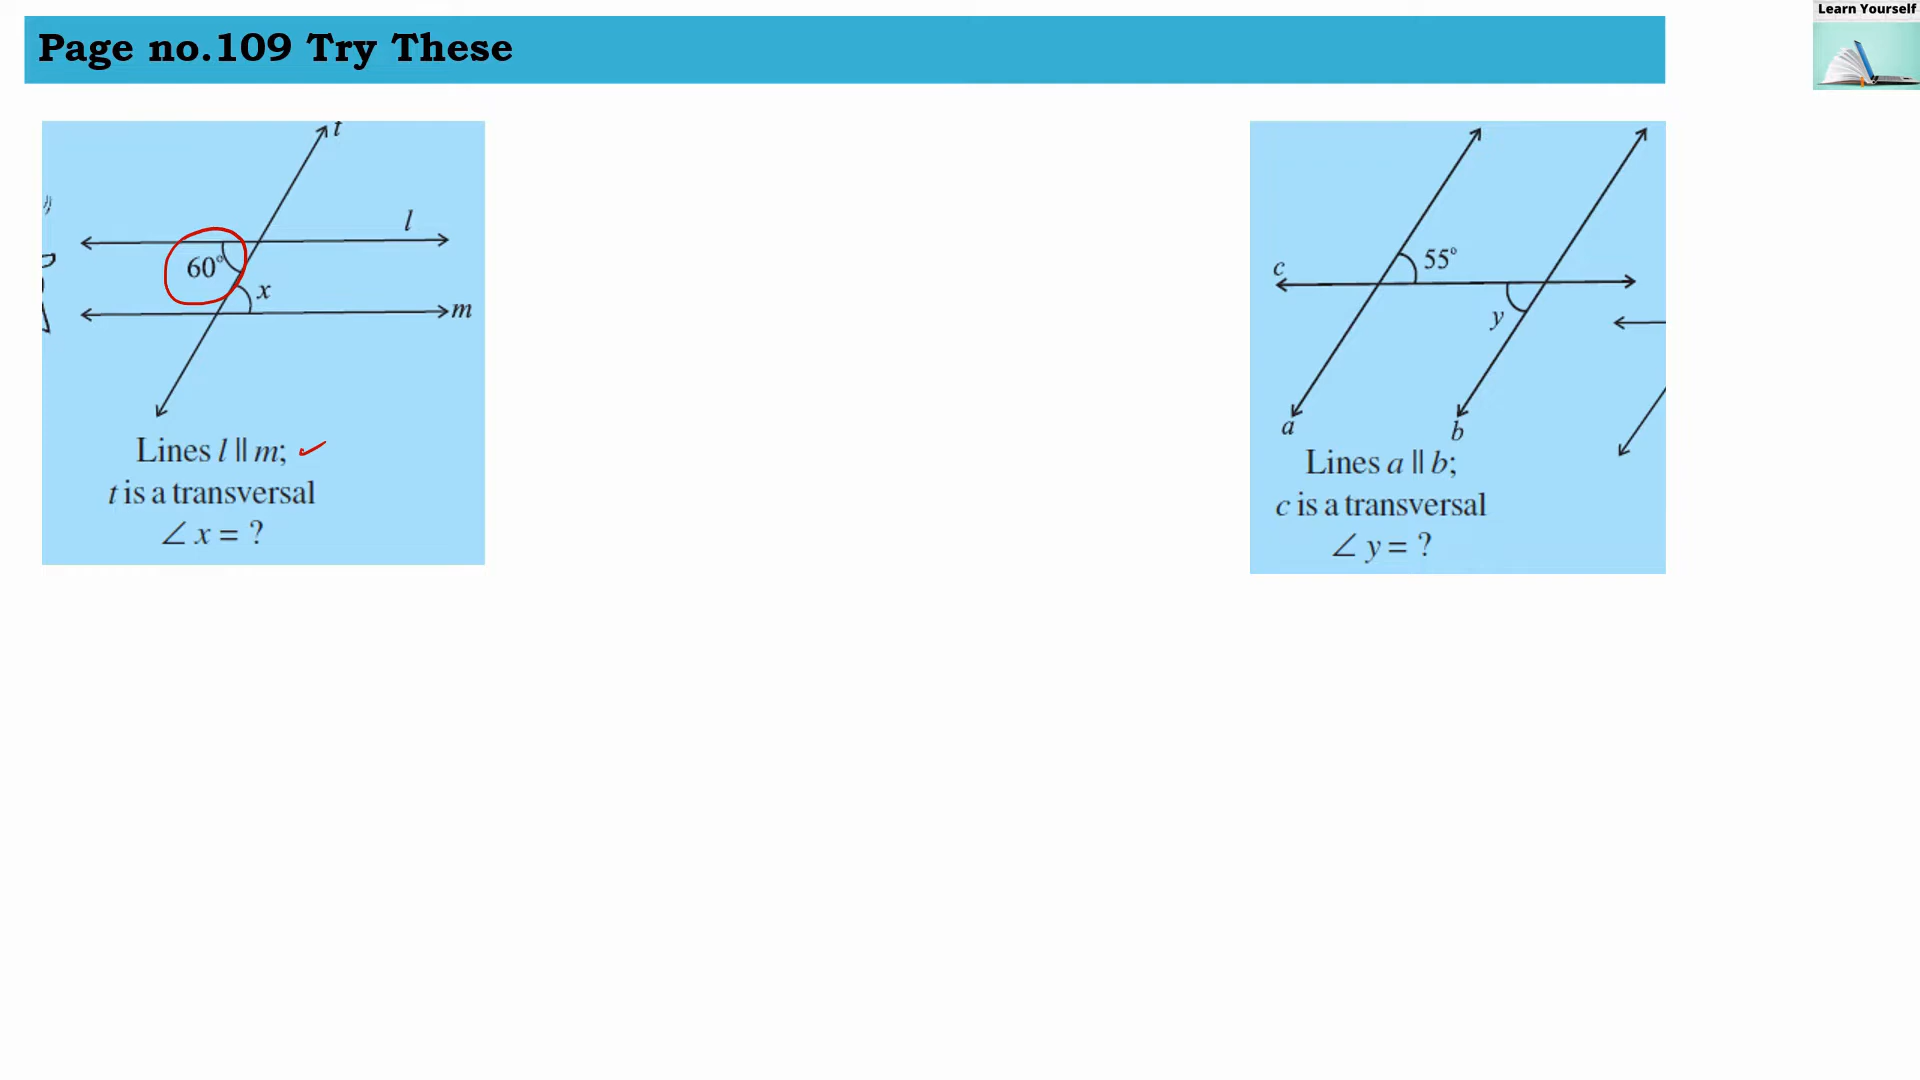 Page no.109 Try These
Learn Yourself
t
l
60°
x
m
Lines l || m;
t is a transversal
∠ x = ?
55°
c
y
a
b
Lines a || b;
c is a transversal
∠ y = ?